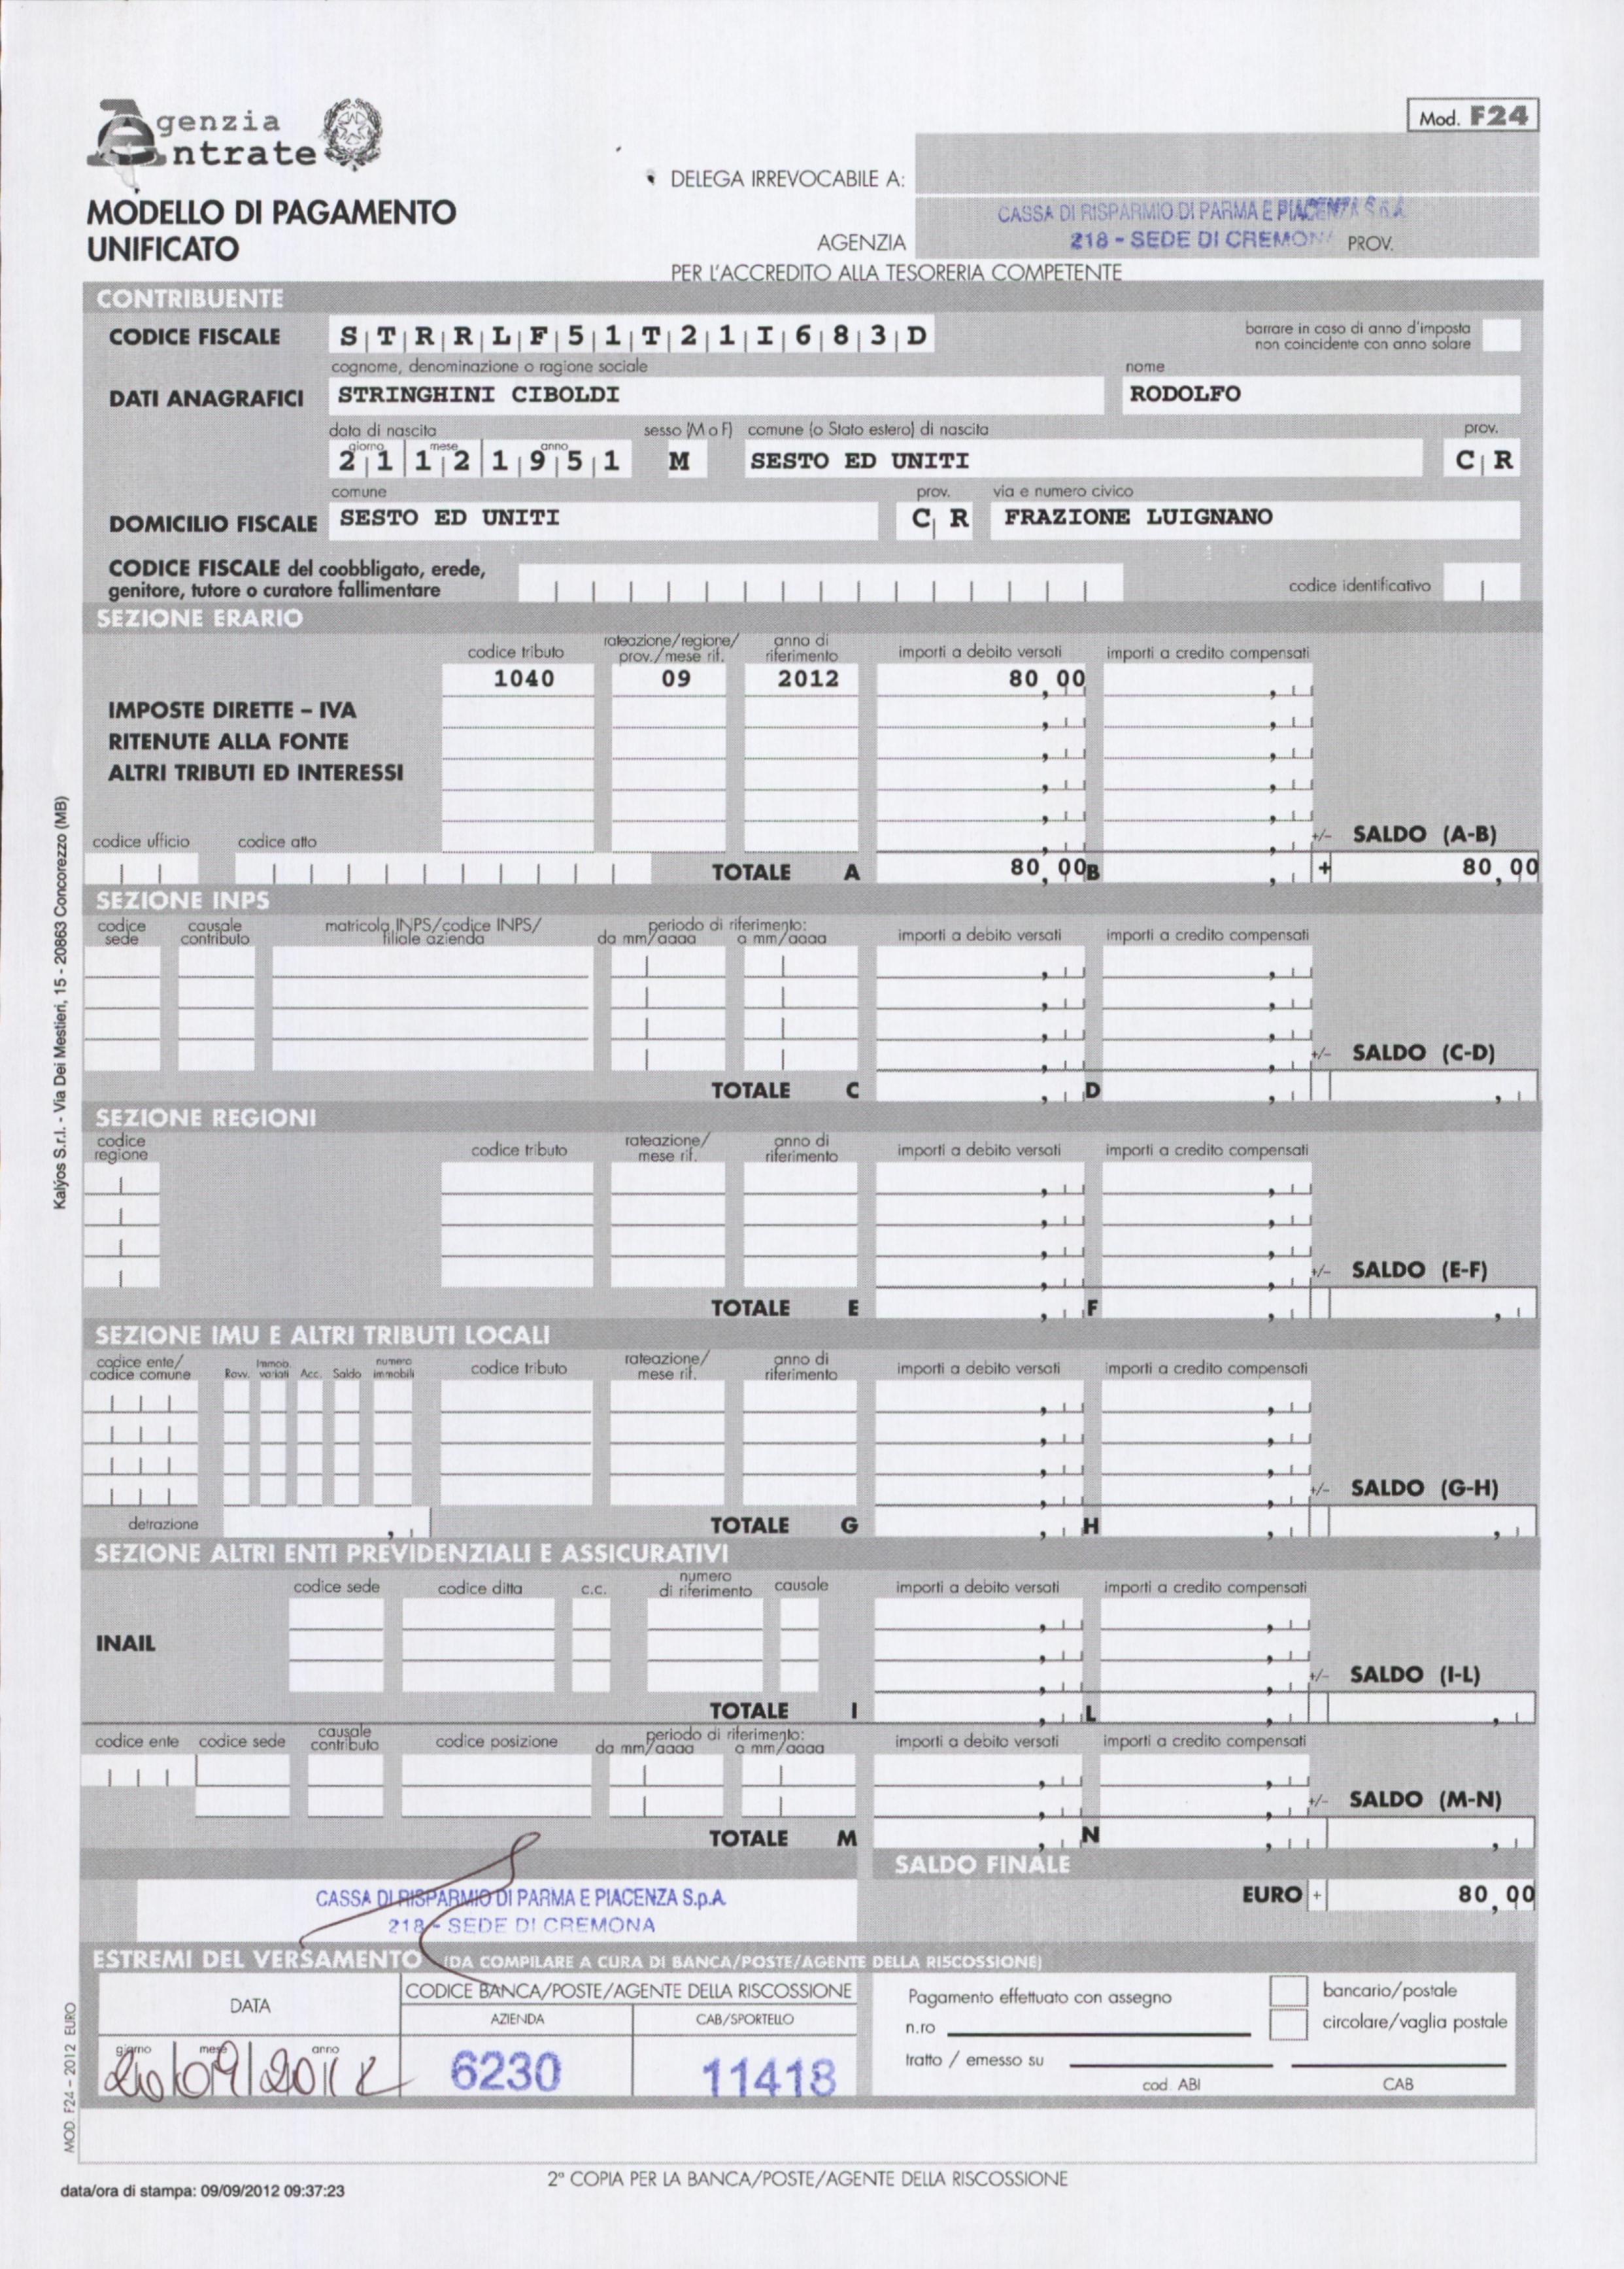 Agenzia
Entrate
Mod. F24
DELEGA IRREVOCABILE A:
MODELLO DI PAGAMENTO
UNIFICATO
CASSA DI RISPARMIO DI PARMA E PIACENZA S.p.A.
AGENZIA 218 - SEDE DI CREMONA PROV.
PER L'ACCREDITO ALLA TESORERIA COMPETENTE
CONTRIBUENTE
CODICE FISCALE S T R R L F 5 1 T 2 1 I 6 8 3 D
barrare in caso di anno d'imposta
non coincidente con anno solare
cognome, denominazione o ragione sociale nome
DATI ANAGRAFICI STRINGHINI CIBOLDI RODOLFO
data di nascita sesso (M o F) comune (o Stato estero) di nascita prov.
giorno mese anno
2 1 1 2 1 9 5 1 M SESTO ED UNITI C R
comune prov. via e numero civico
DOMICILIO FISCALE SESTO ED UNITI C R FRAZIONE LUIGNANO
CODICE FISCALE del coobbligato, erede,
genitore, tutore o curatore fallimentare codice identificativo
SEZIONE ERARIO
codice tributo rateazione/regione/ prov./mese rif. anno di riferimento importi a debito versati importi a credito compensati
1040 09 2012 80,00 ,
IMPOSTE DIRETTE – IVA
RITENUTE ALLA FONTE
ALTRI TRIBUTI ED INTERESSI
codice ufficio codice atto +/- SALDO (A-B)
TOTALE A 80,00 B , + 80,00
SEZIONE INPS
codice sede causale contributo matricola INPS/codice INPS/ filiale azienda periodo di riferimento: da mm/aaaa a mm/aaaa importi a debito versati importi a credito compensati
+/- SALDO (C-D)
TOTALE C , D , ,
SEZIONE REGIONI
codice regione codice tributo rateazione/ mese rif. anno di riferimento importi a debito versati importi a credito compensati
+/- SALDO (E-F)
TOTALE E , F , ,
SEZIONE IMU E ALTRI TRIBUTI LOCALI
codice ente/ codice comune Ravv. Immob. variati Acc. Saldo numero immobili codice tributo rateazione/ mese rif. anno di riferimento importi a debito versati importi a credito compensati
+/- SALDO (G-H)
detrazione , TOTALE G , H , ,
SEZIONE ALTRI ENTI PREVIDENZIALI E ASSICURATIVI
codice sede codice ditta c.c. numero di riferimento causale importi a debito versati importi a credito compensati
INAIL
+/- SALDO (I-L)
TOTALE I , L , ,
codice ente codice sede causale contributo codice posizione periodo di riferimento: da mm/aaaa a mm/aaaa importi a debito versati importi a credito compensati
+/- SALDO (M-N)
TOTALE M , N , ,
SALDO FINALE
CASSA DI RISPARMIO DI PARMA E PIACENZA S.p.A.
218 - SEDE DI CREMONA
EURO + 80,00
ESTREMI DEL VERSAMENTO (DA COMPILARE A CURA DI BANCA/POSTE/AGENTE DELLA RISCOSSIONE)
DATA CODICE BANCA/POSTE/AGENTE DELLA RISCOSSIONE
AZIENDA CAB/SPORTELLO
giorno mese anno
6230 11418
Pagamento effettuato con assegno bancario/postale
n.ro circolare/vaglia postale
tratto / emesso su
cod. ABI CAB
2ª COPIA PER LA BANCA/POSTE/AGENTE DELLA RISCOSSIONE
data/ora di stampa: 09/09/2012 09:37:23
Kalyos S.r.l. - Via Dei Mestieri, 15 - 20863 Concorezzo (MB)
MOD. F24 – 2012 EURO